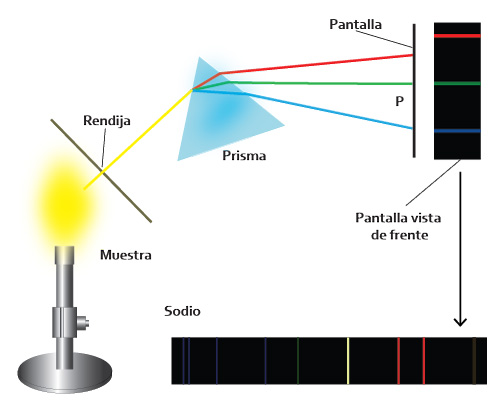 Pantalla
P
Rendija
Prisma
Pantalla vista
de frente
Muestra
Sodio